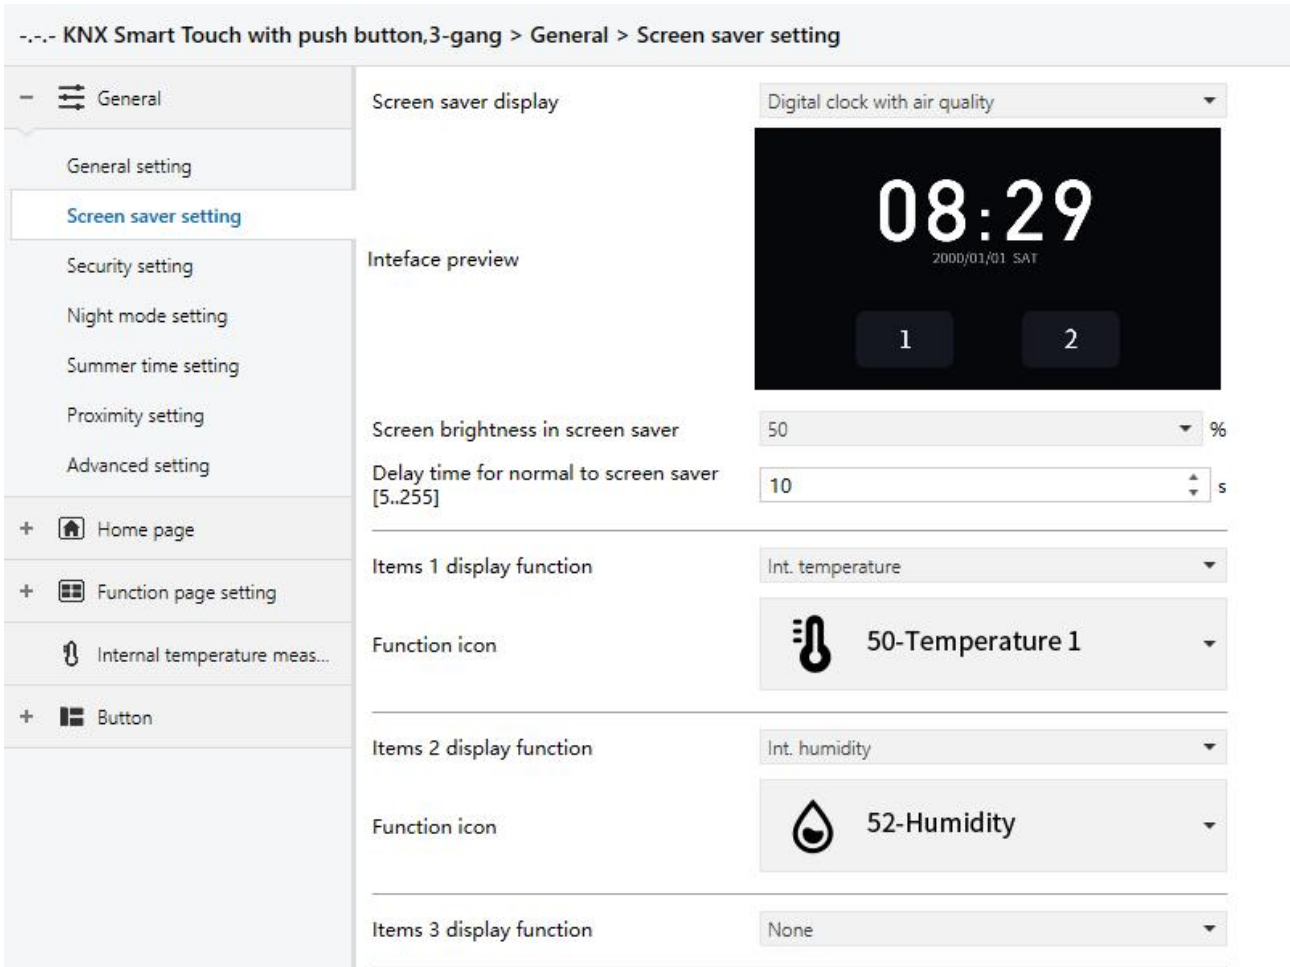 -.-.- KNX Smart Touch with push button,3-gang > General > Screen saver setting
General
General setting
Screen saver setting
Security setting
Night mode setting
Summer time setting
Proximity setting
Advanced setting
Home page
Function page setting
Internal temperature meas...
Button
Screen saver display
Digital clock with air quality
Inteface preview
08:29
2000/01/01 SAT
1
2
Screen brightness in screen saver
50
%
Delay time for normal to screen saver
[5..255]
10
s
Items 1 display function
Int. temperature
Function icon
50-Temperature 1
Items 2 display function
Int. humidity
Function icon
52-Humidity
Items 3 display function
None